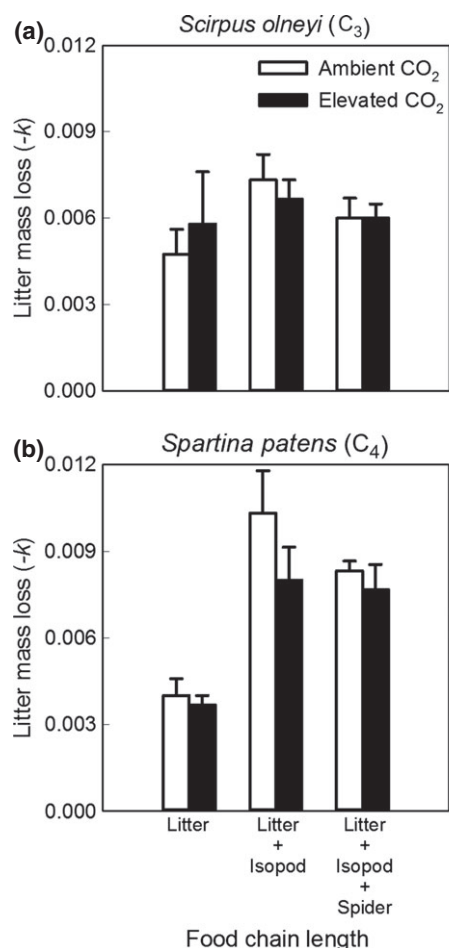 (a)
Scirpus olneyi (C₃)
Ambient CO₂
Elevated CO₂
Litter mass loss (-k)
0.012
0.009
0.006
0.003
0.000
(b)
Spartina patens (C₄)
Litter mass loss (-k)
0.012
0.009
0.006
0.003
0.000
Litter
Litter
+
Isopod
Litter
+
Isopod
+
Spider
Food chain length